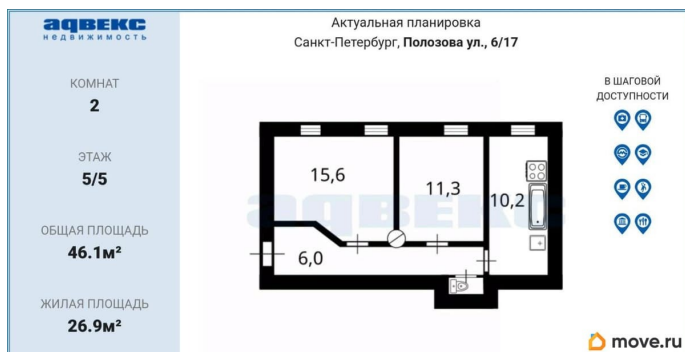 адвекс
НЕДВИЖИМОСТЬ
КОМНАТ
2
ЭТАЖ
5/5
ОБЩАЯ ПЛОЩАДЬ
46.1м²
ЖИЛАЯ ПЛОЩАДЬ
26.9м²
Актуальная планировка
Санкт-Петербург, Полозова ул., 6/17
15,6
11,3
10,2
6,0
адвекс
В ШАГОВОЙ
ДОСТУПНОСТИ
move.ru